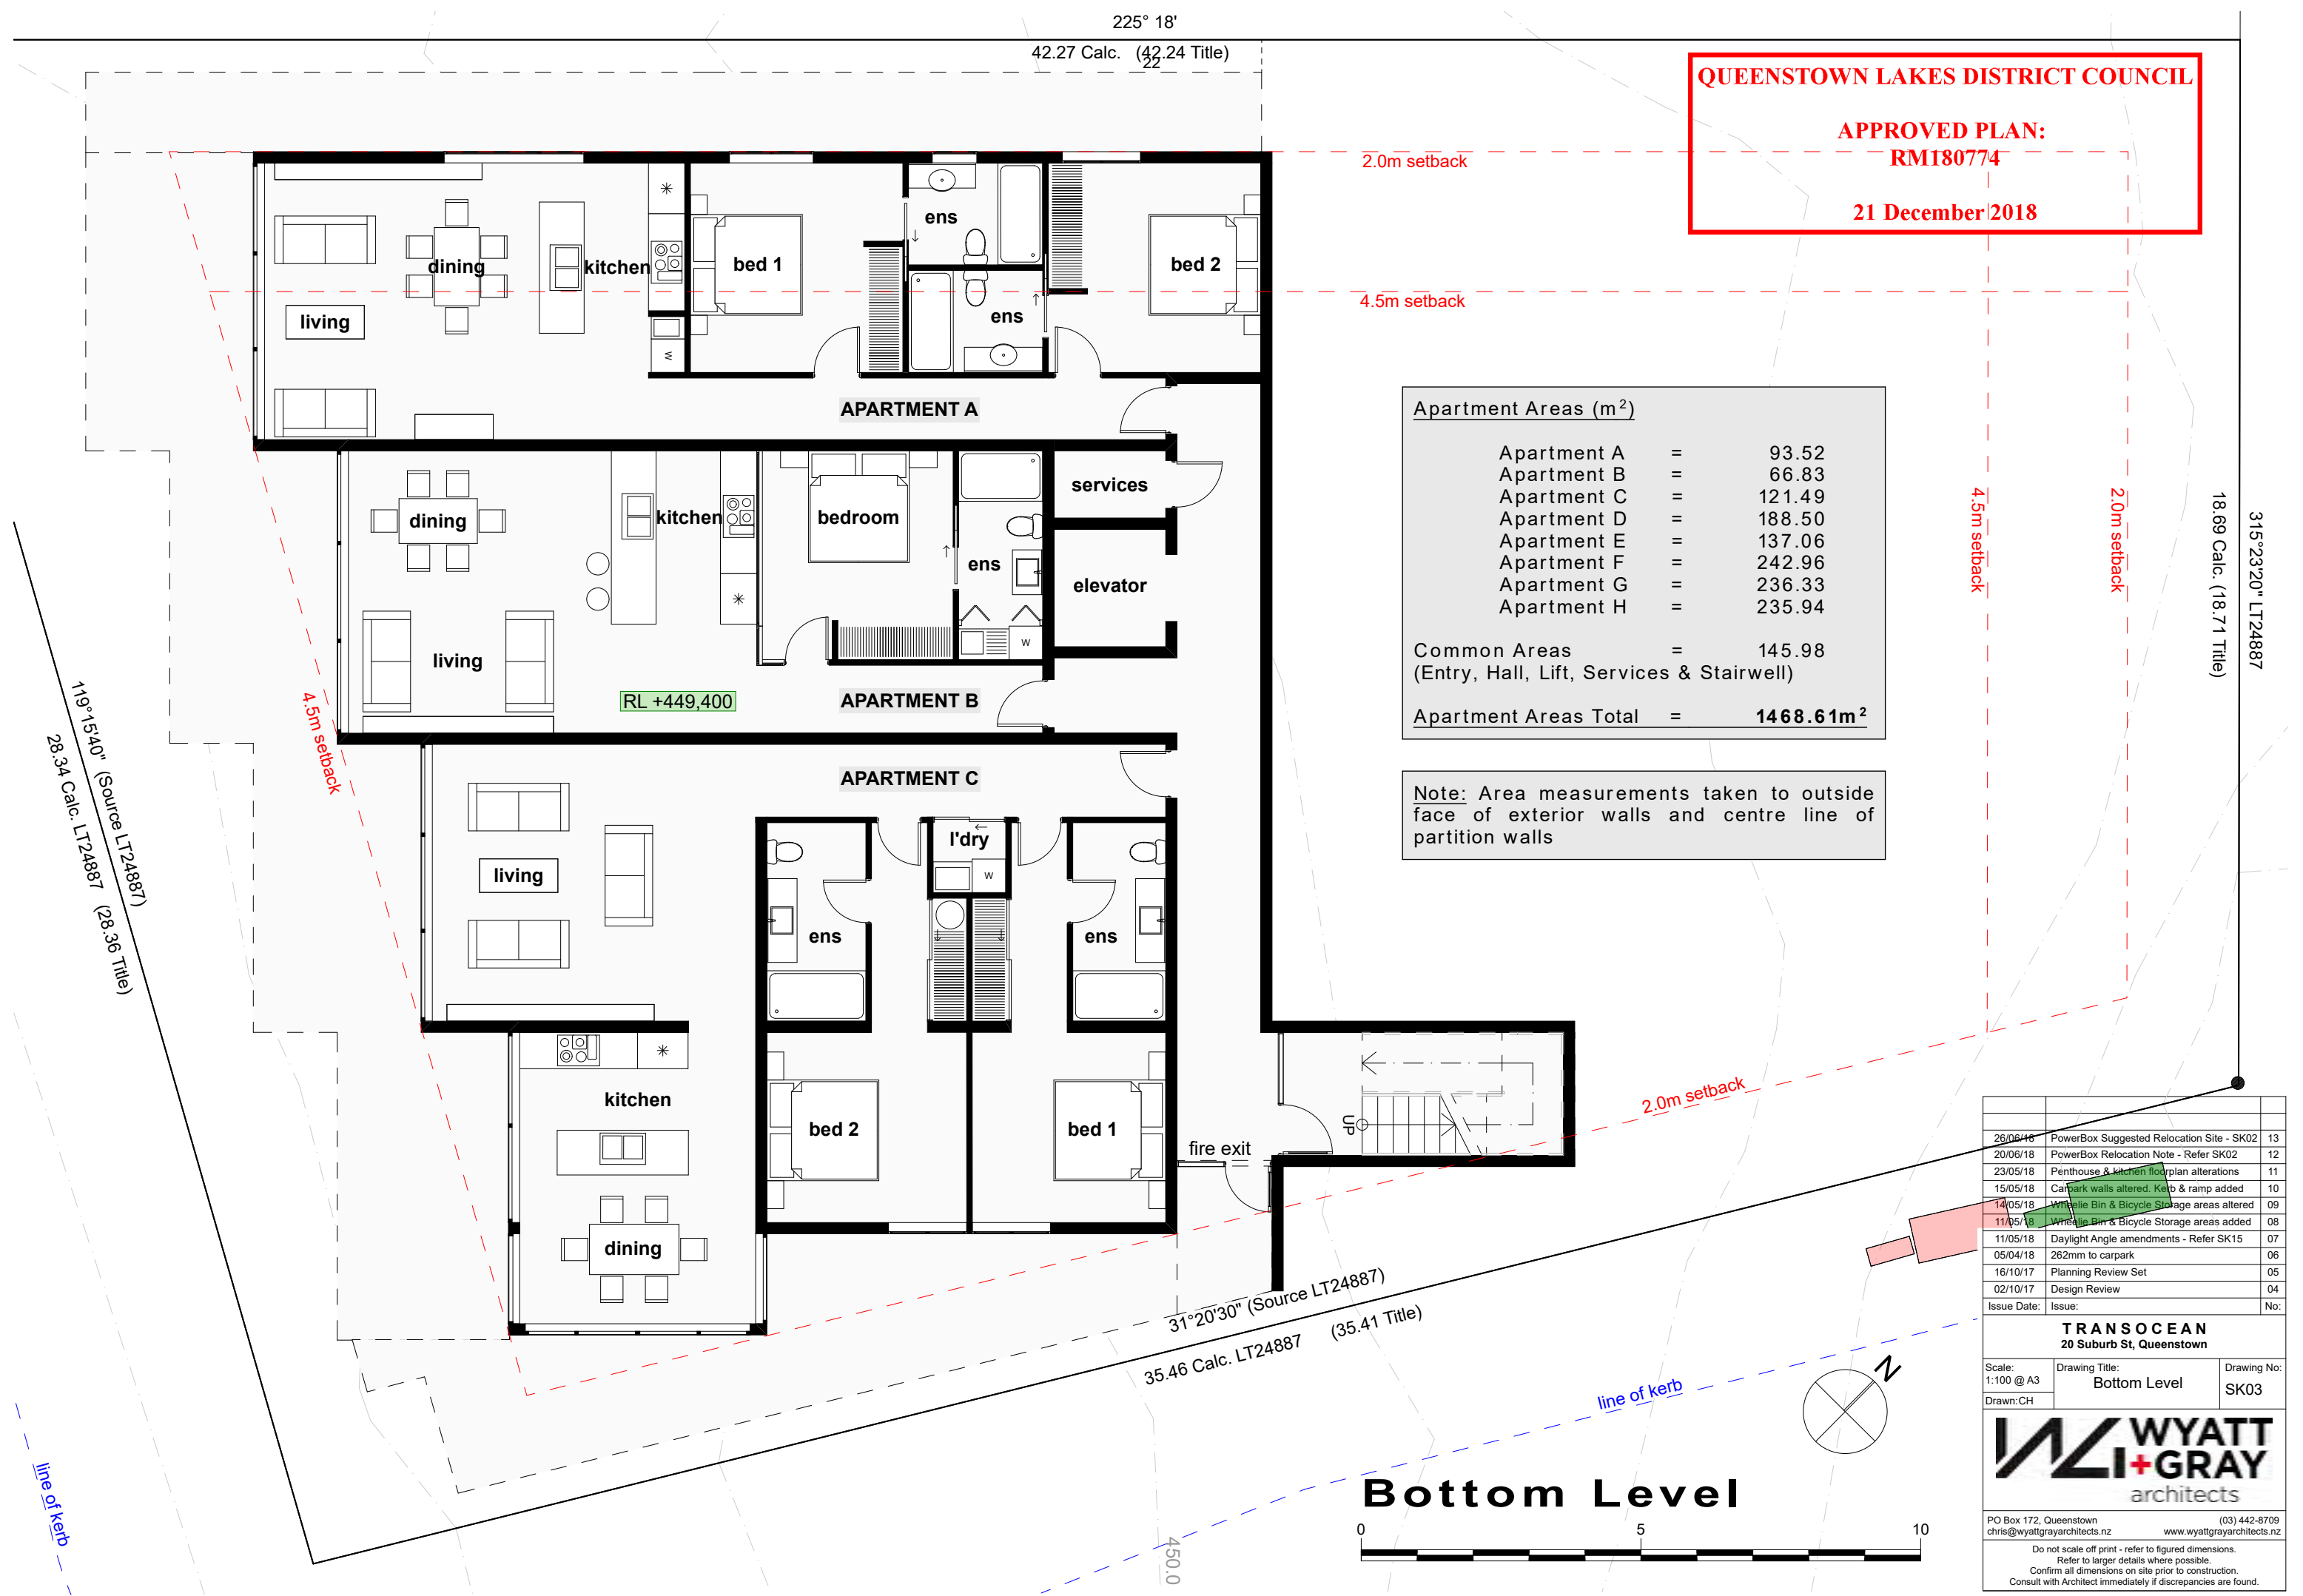 225° 18'
42.27 Calc. (42.24 Title)
22
QUEENSTOWN LAKES DISTRICT COUNCIL
APPROVED PLAN:
RM180774
21 December 2018
2.0m setback
4.5m setback
ens
bed 1
bed 2
dining
kitchen
living
ens
W
APARTMENT A
services
dining
kitchen
bedroom
ens
elevator
living
W
RL +449,400
APARTMENT B
4.5m setback
119°15'40" (Source LT24887)
28.34 Calc. LT24887 (28.36 Title)
APARTMENT C
l'dry
W
living
ens
ens
kitchen
bed 2
bed 1
fire exit
UP
dining
Apartment Areas (m²)
Apartment A = 93.52
Apartment B = 66.83
Apartment C = 121.49
Apartment D = 188.50
Apartment E = 137.06
Apartment F = 242.96
Apartment G = 236.33
Apartment H = 235.94
Common Areas = 145.98
(Entry, Hall, Lift, Services & Stairwell)
Apartment Areas Total = 1468.61m²
Note: Area measurements taken to outside
face of exterior walls and centre line of
partition walls
4.5m setback
2.0m setback
18.69 Calc. (18.71 Title)
315°23'20" LT24887
2.0m setback
31°20'30" (Source LT24887)
35.46 Calc. LT24887 (35.41 Title)
line of kerb
line of kerb
450.0
N
Bottom Level
0 5 10
26/06/18 PowerBox Suggested Relocation Site - SK02 13
20/06/18 PowerBox Relocation Note - Refer SK02 12
23/05/18 Penthouse & kitchen floorplan alterations 11
15/05/18 Carpark walls altered. Kerb & ramp added 10
14/05/18 Wheelie Bin & Bicycle Storage areas altered 09
11/05/18 Wheelie Bin & Bicycle Storage areas added 08
11/05/18 Daylight Angle amendments - Refer SK15 07
05/04/18 262mm to carpark 06
16/10/17 Planning Review Set 05
02/10/17 Design Review 04
Issue Date: Issue: No:
TRANSOCEAN
20 Suburb St, Queenstown
Scale:
1:100 @ A3
Drawn:CH
Drawing Title:
Bottom Level
Drawing No:
SK03
WYATT
+GRAY
architects
PO Box 172, Queenstown (03) 442-8709
chris@wyattgrayarchitects.nz www.wyattgrayarchitects.nz
Do not scale off print - refer to figured dimensions.
Refer to larger details where possible.
Confirm all dimensions on site prior to construction.
Consult with Architect immediately if discrepancies are found.